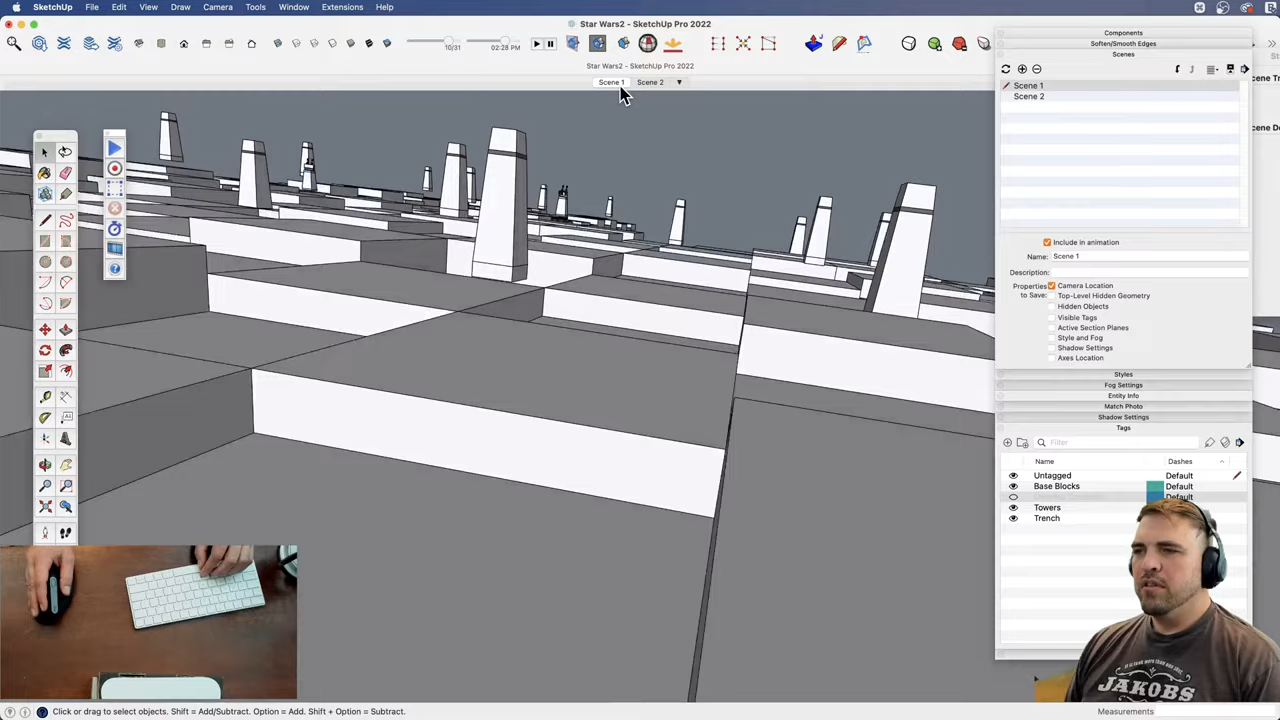 SketchUp File Edit View Draw Camera Tools Window Extensions Help
Star Wars2 - SketchUp Pro 2022
10/31
02:28 PM
Star Wars2 - SketchUp Pro 2022
Scene 1 Scene 2
Components
Soften/Smooth Edges
Scenes
Scene 1
Scene 2
Include in animation
Name: Scene 1
Description:
Properties to Save:
Camera Location
Top-Level Hidden Geometry
Hidden Objects
Visible Tags
Active Section Planes
Style and Fog
Shadow Settings
Axes Location
Styles
Fog Settings
Entity Info
Match Photo
Shadow Settings
Tags
Filter
Name Dashes
Untagged Default
Base Blocks Default
Default
Towers
Trench
JAKOBS
Click or drag to select objects. Shift = Add/Subtract. Option = Add. Shift + Option = Subtract.
Measurements